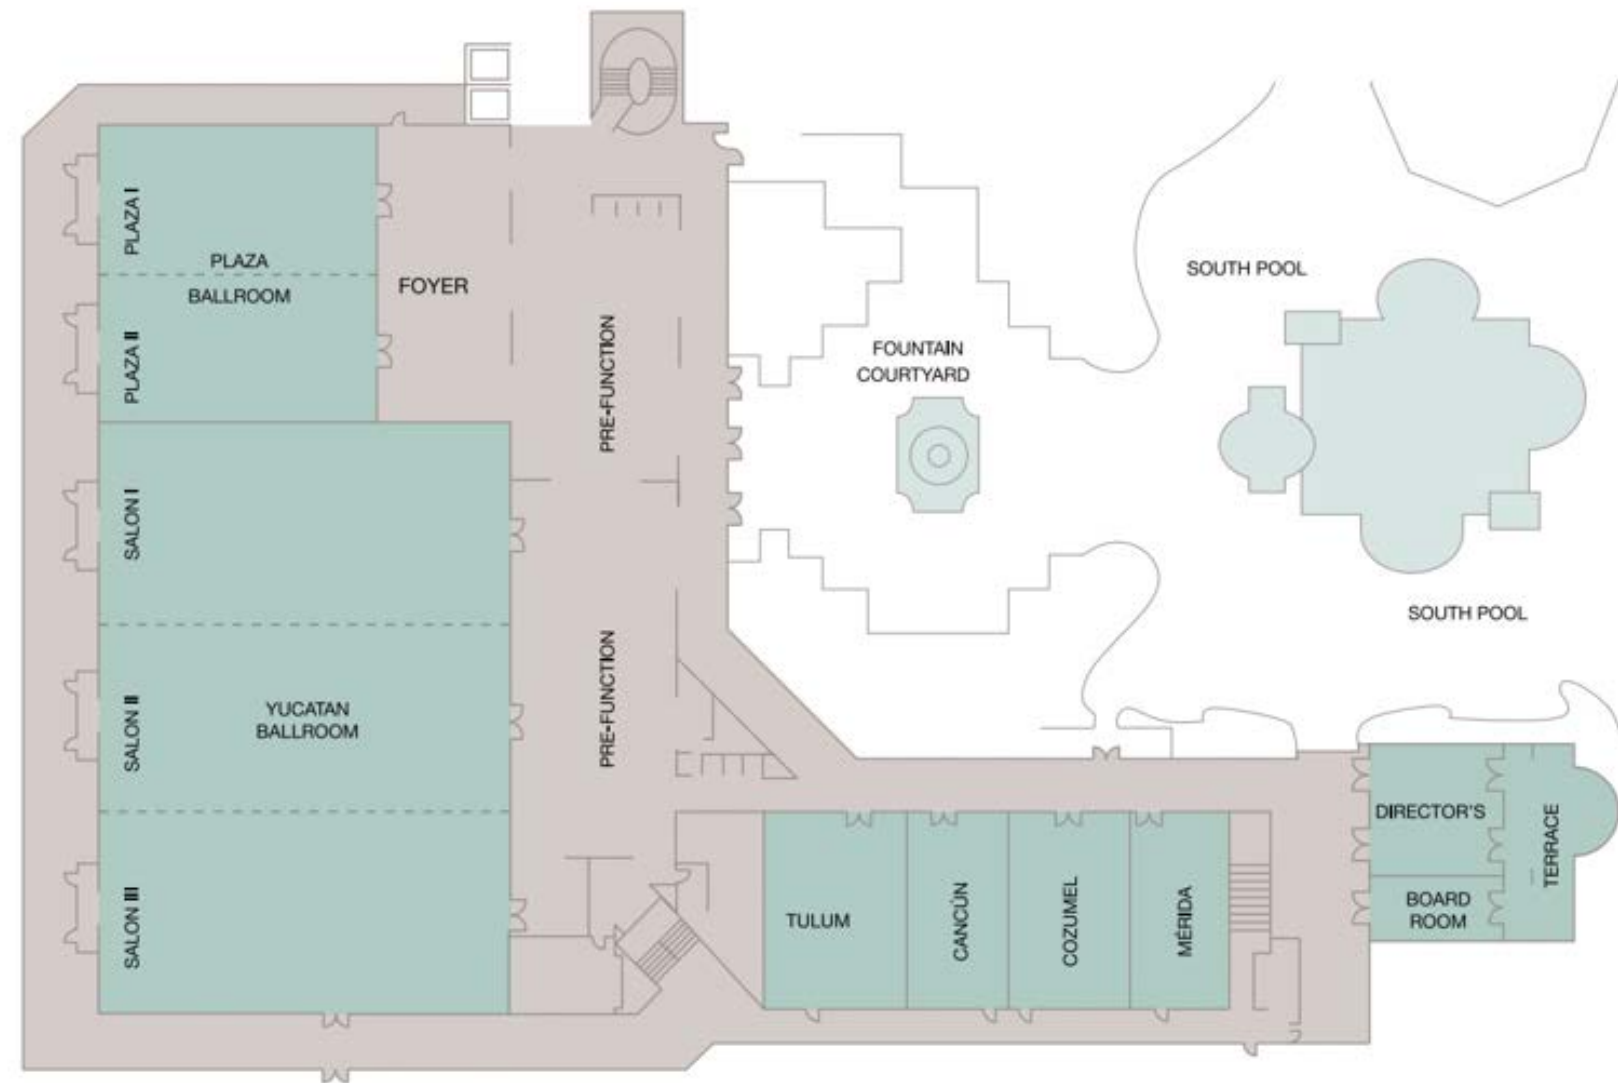 PLAZA I
PLAZA
BALLROOM
PLAZA II
FOYER
PRE-FUNCTION
FOUNTAIN
COURTYARD
SOUTH POOL
SOUTH POOL
SALON I
SALON II
YUCATAN
BALLROOM
PRE-FUNCTION
SALON III
TULUM
CANCÚN
COZUMEL
MÉRIDA
DIRECTOR'S
BOARD
ROOM
TERRACE